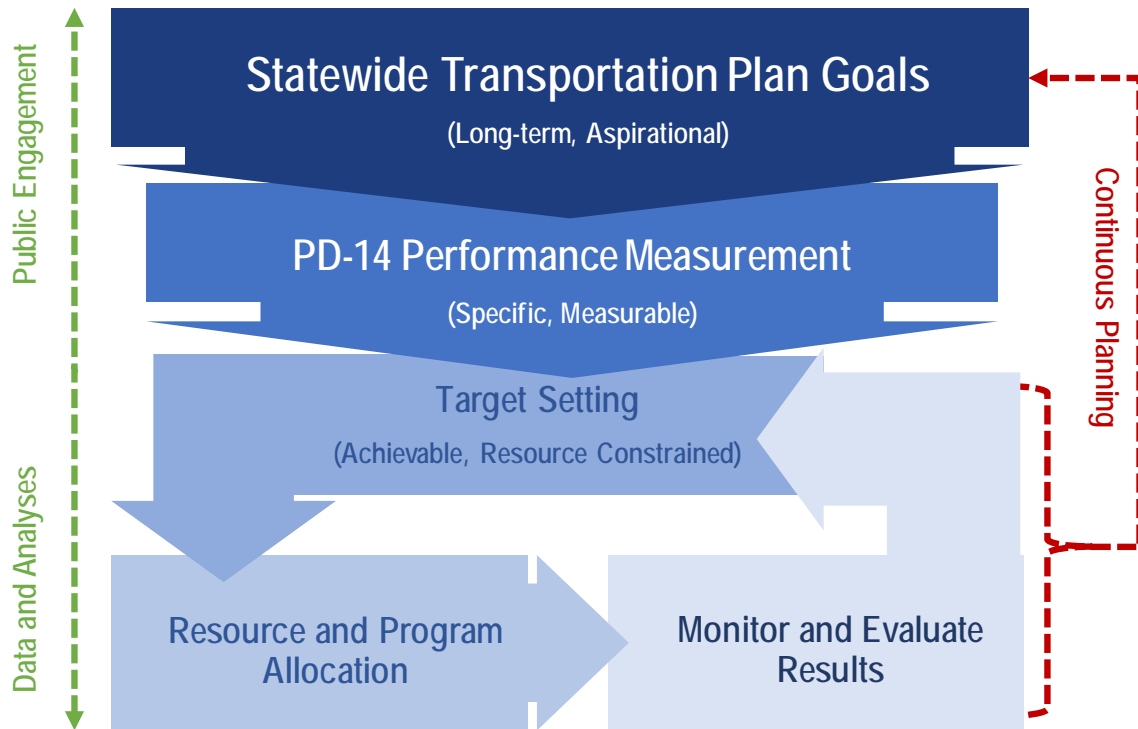 Statewide Transportation Plan Goals
(Long-term, Aspirational)
PD-14 Performance Measurement
(Specific, Measurable)
Target Setting
(Achievable, Resource Constrained)
Resource and Program
Allocation
Monitor and Evaluate
Results
Public Engagement
Data and Analyses
Continuous Planning